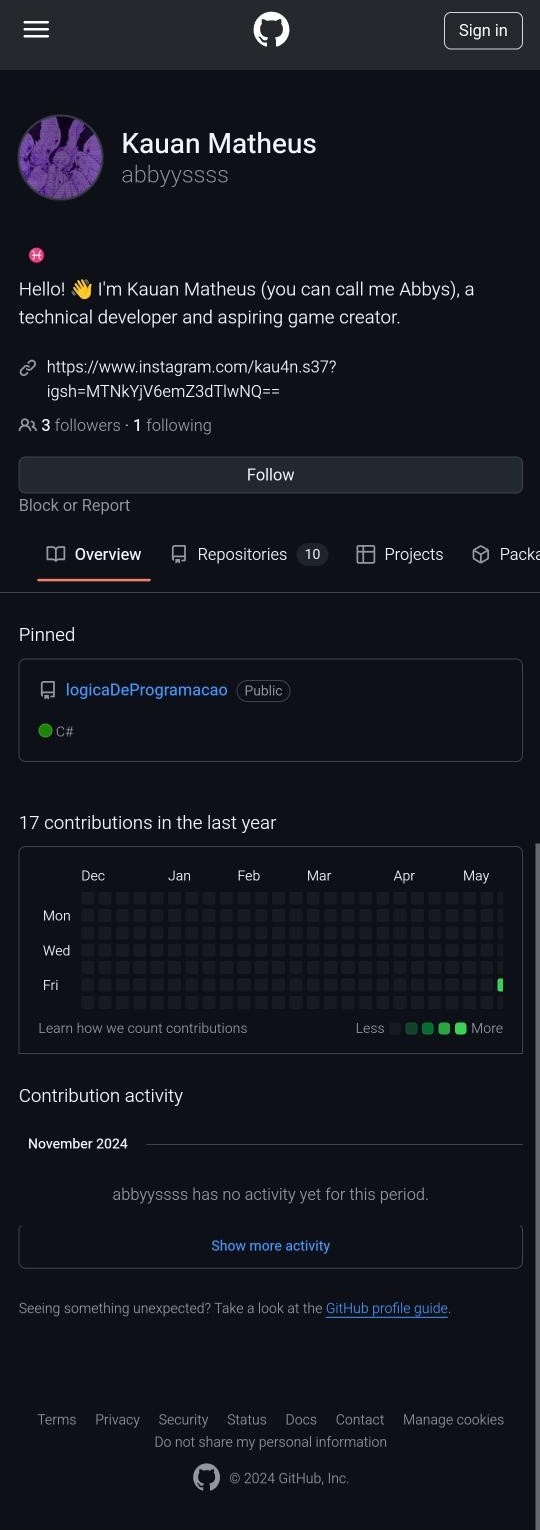 Sign in
Kauan Matheus
abbyyssss
♓
Hello! 👋 I'm Kauan Matheus (you can call me Abbys), a
technical developer and aspiring game creator.
https://www.instagram.com/kau4n.s37?
igsh=MTNkYjV6emZ3dTlwNQ==
3 followers · 1 following
Follow
Block or Report
Overview Repositories 10 Projects Packa
Pinned
logicaDeProgramacao Public
C#
17 contributions in the last year
Dec Jan Feb Mar Apr May
Mon
Wed
Fri
Learn how we count contributions Less More
Contribution activity
November 2024
abbyyssss has no activity yet for this period.
Show more activity
Seeing something unexpected? Take a look at the GitHub profile guide.
Terms Privacy Security Status Docs Contact Manage cookies
Do not share my personal information
© 2024 GitHub, Inc.